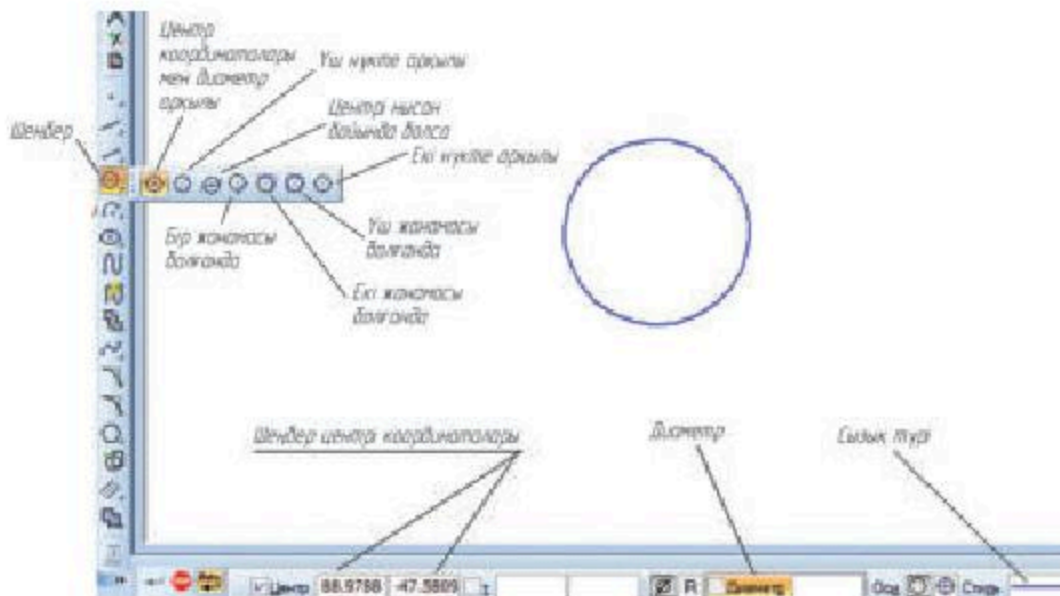 Центр
координаталары
мен диаметр
арқылы
Үш нүкте арқылы
Центрі нысан
бойында болса
Екі нүкте арқылы
Шеңбер
Бір жанамасы
болғанда
Үш жанамасы
болғанда
Екі жанамасы
болғанда
Шеңбер центрі координаталары
Диаметр
Сызық түрі
Центр 88.9788 -47.5809 т R Диаметр Оси Стиль